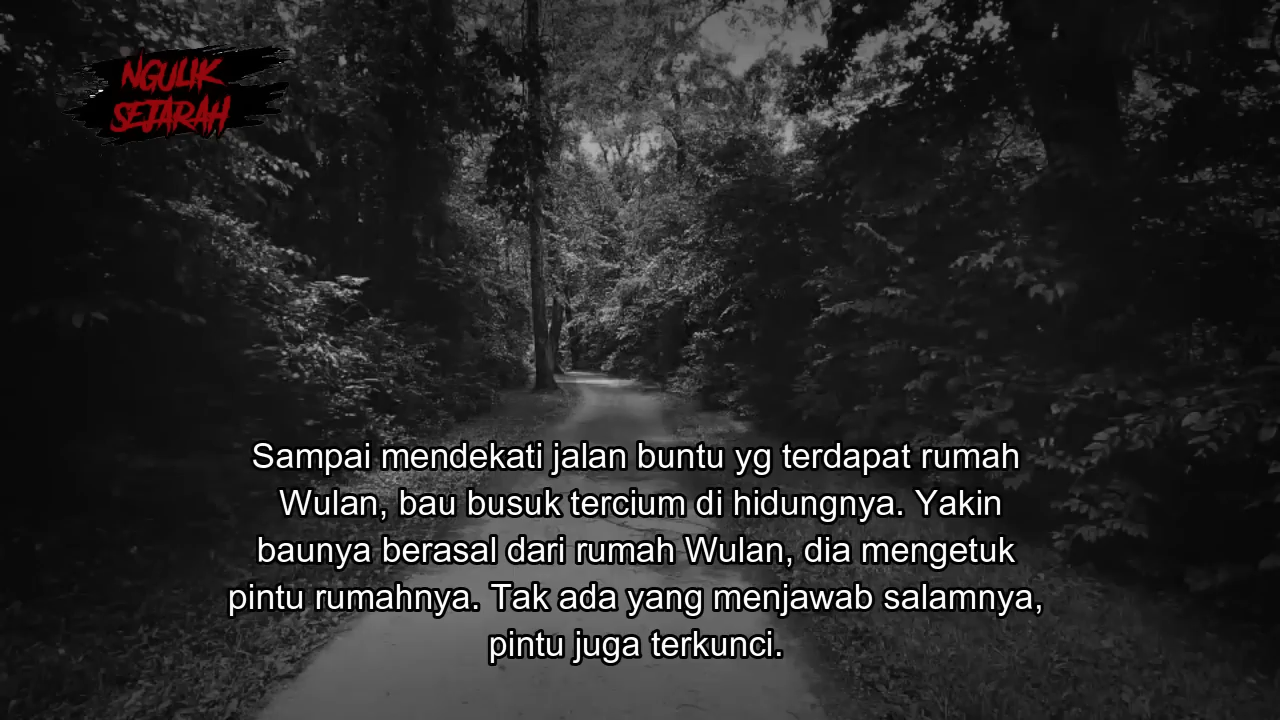 NGULIK
SEJARAH
Sampai mendekati jalan buntu yg terdapat rumah
Wulan, bau busuk tercium di hidungnya. Yakin
baunya berasal dari rumah Wulan, dia mengetuk
pintu rumahnya. Tak ada yang menjawab salamnya,
pintu juga terkunci.